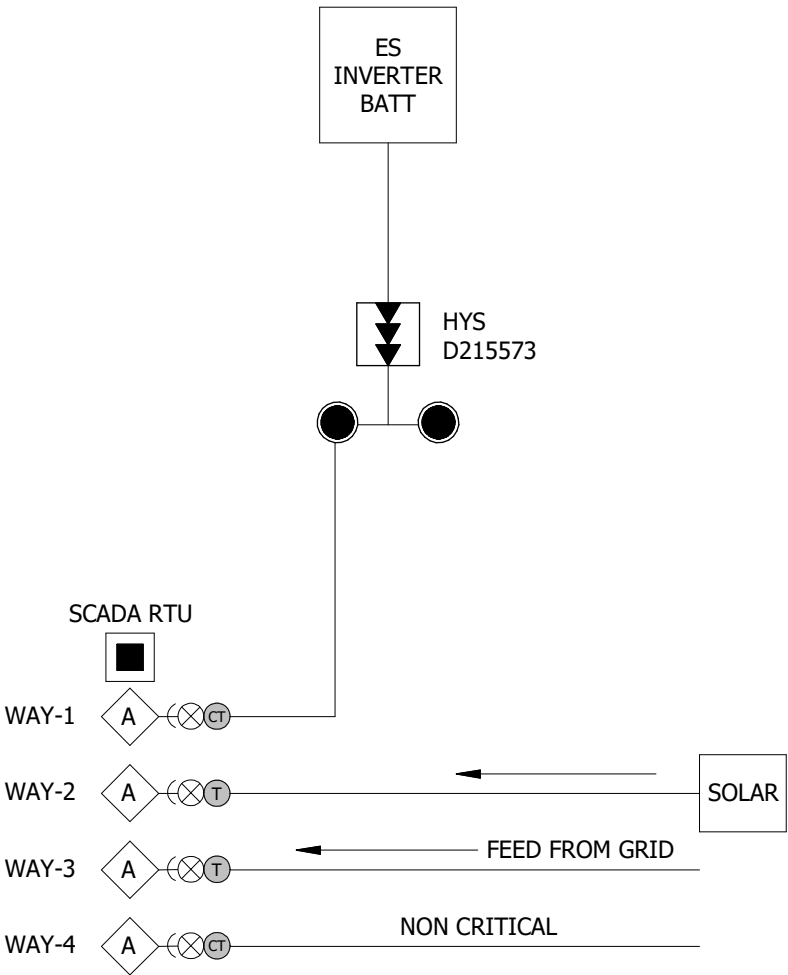 ES
INVERTER
BATT
HYS
D215573
SCADA RTU
WAY-1 A CT
WAY-2 A T SOLAR
FEED FROM GRID
WAY-3 A T
NON CRITICAL
WAY-4 A CT